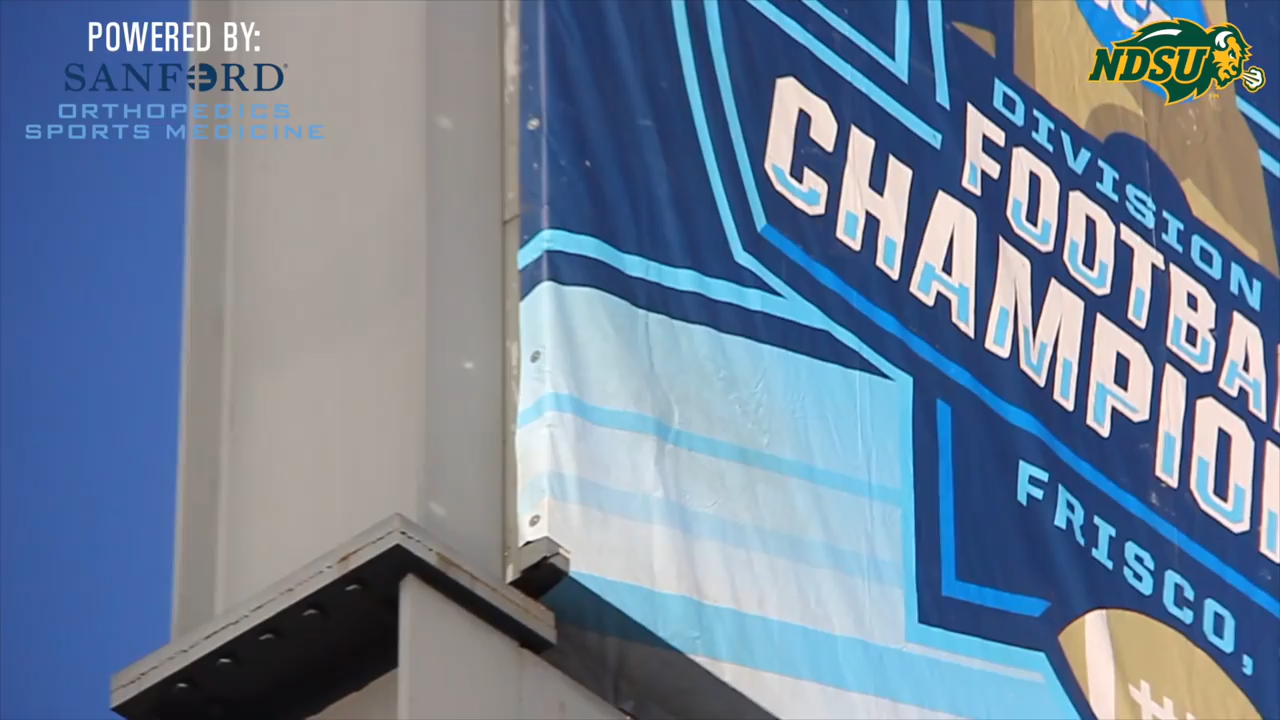 POWERED BY:
SANFORD
ORTHOPEDICS
SPORTS MEDICINE
NDSU
DIVISION
FOOTBA
CHAMPIO
FRISCO,